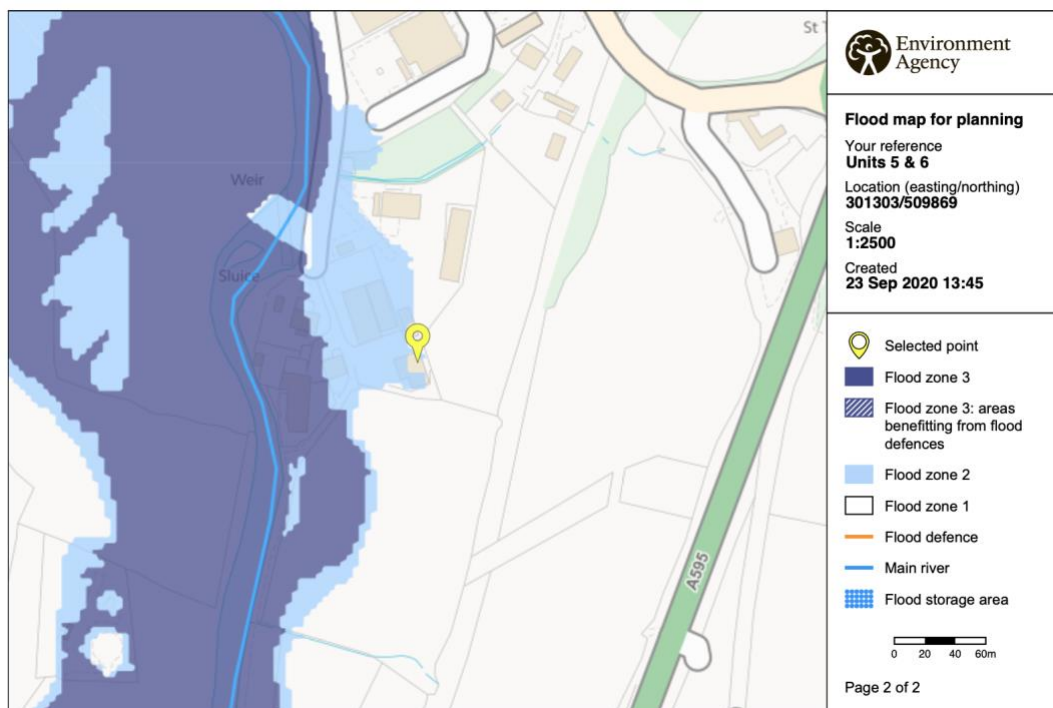 St T
Weir
Sluice
A595
Environment
Agency
Flood map for planning
Your reference
Units 5 & 6
Location (easting/northing)
301303/509869
Scale
1:2500
Created
23 Sep 2020 13:45
Selected point
Flood zone 3
Flood zone 3: areas
benefitting from flood
defences
Flood zone 2
Flood zone 1
Flood defence
Main river
Flood storage area
0 20 40 60m
Page 2 of 2